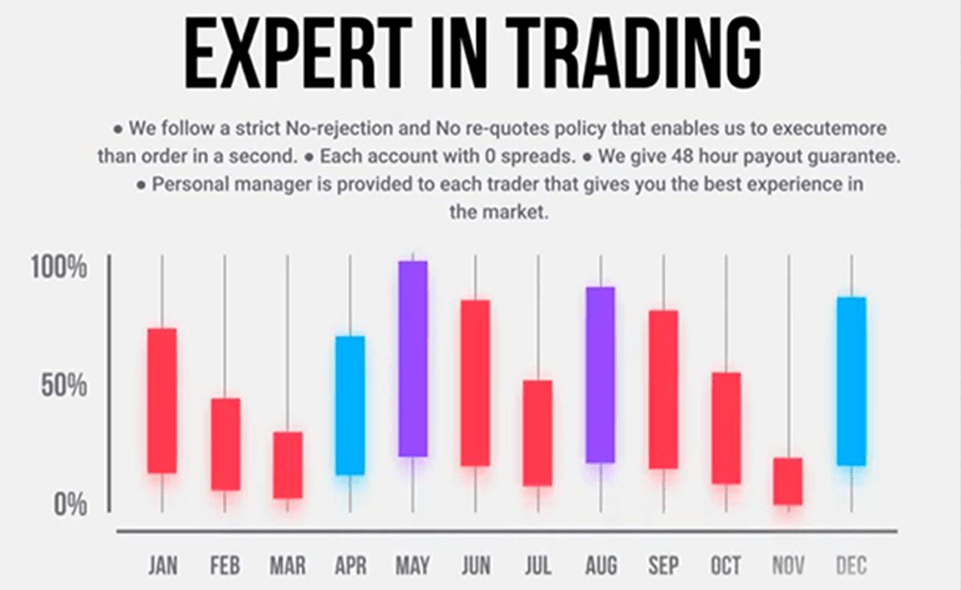 EXPERT IN TRADING
● We follow a strict No-rejection and No re-quotes policy that enables us to executemore
than order in a second. ● Each account with 0 spreads. ● We give 48 hour payout guarantee.
● Personal manager is provided to each trader that gives you the best experience in
the market.
100%
50%
0%
JAN FEB MAR APR MAY JUN JUL AUG SEP OCT NOV DEC